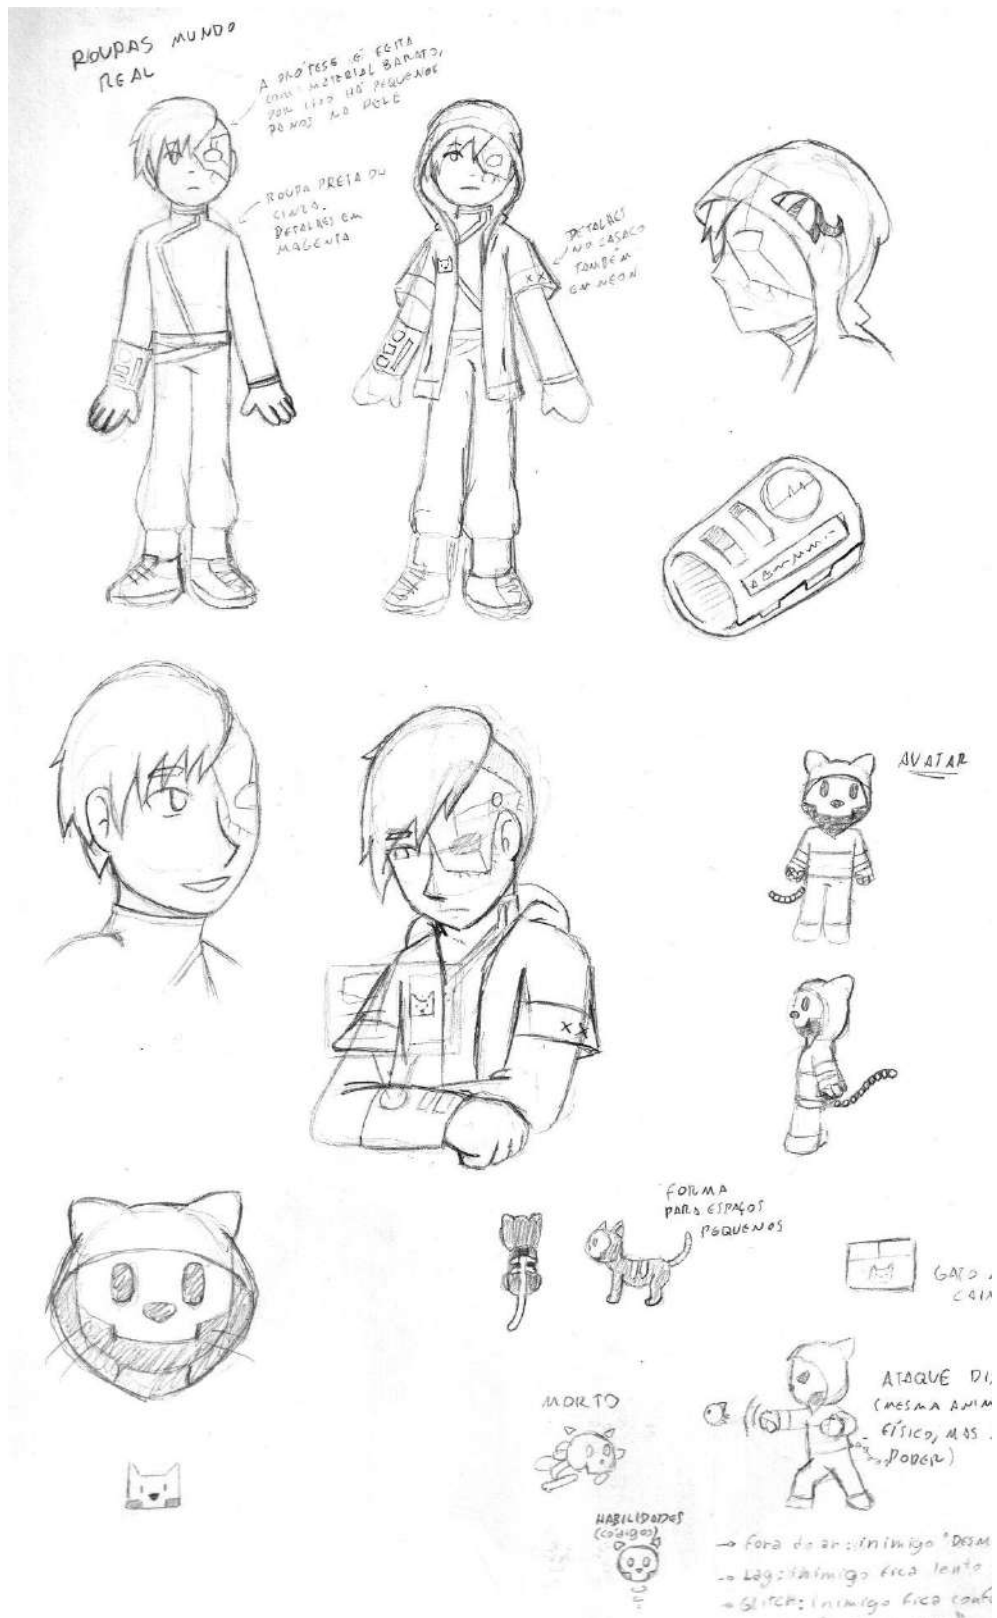 ROUPAS MUNDO
REAL
A PRÓTESE É FEITA
COM MATERIAL BARATO,
POR ISSO HÁ PEQUENOS
DANOS NA PELE
ROUPA PRETA OU
CINZA.
DETALHES EM
MAGENTA
DETALHES
NO CASACO
TAMBÉM
EM NEON
X X
AVATAR
X X
FORMA
PARA ESPAÇOS
PEQUENOS
GATO
MORTO
ATAQUE
(MESMA
FÍSICO, MAS
PODER)
HABILIDADES
(CÓDIGOS)
→ Fora do ar: inimigo
→ Lag: inimigo fica lento
→ Glitch: inimigo fica